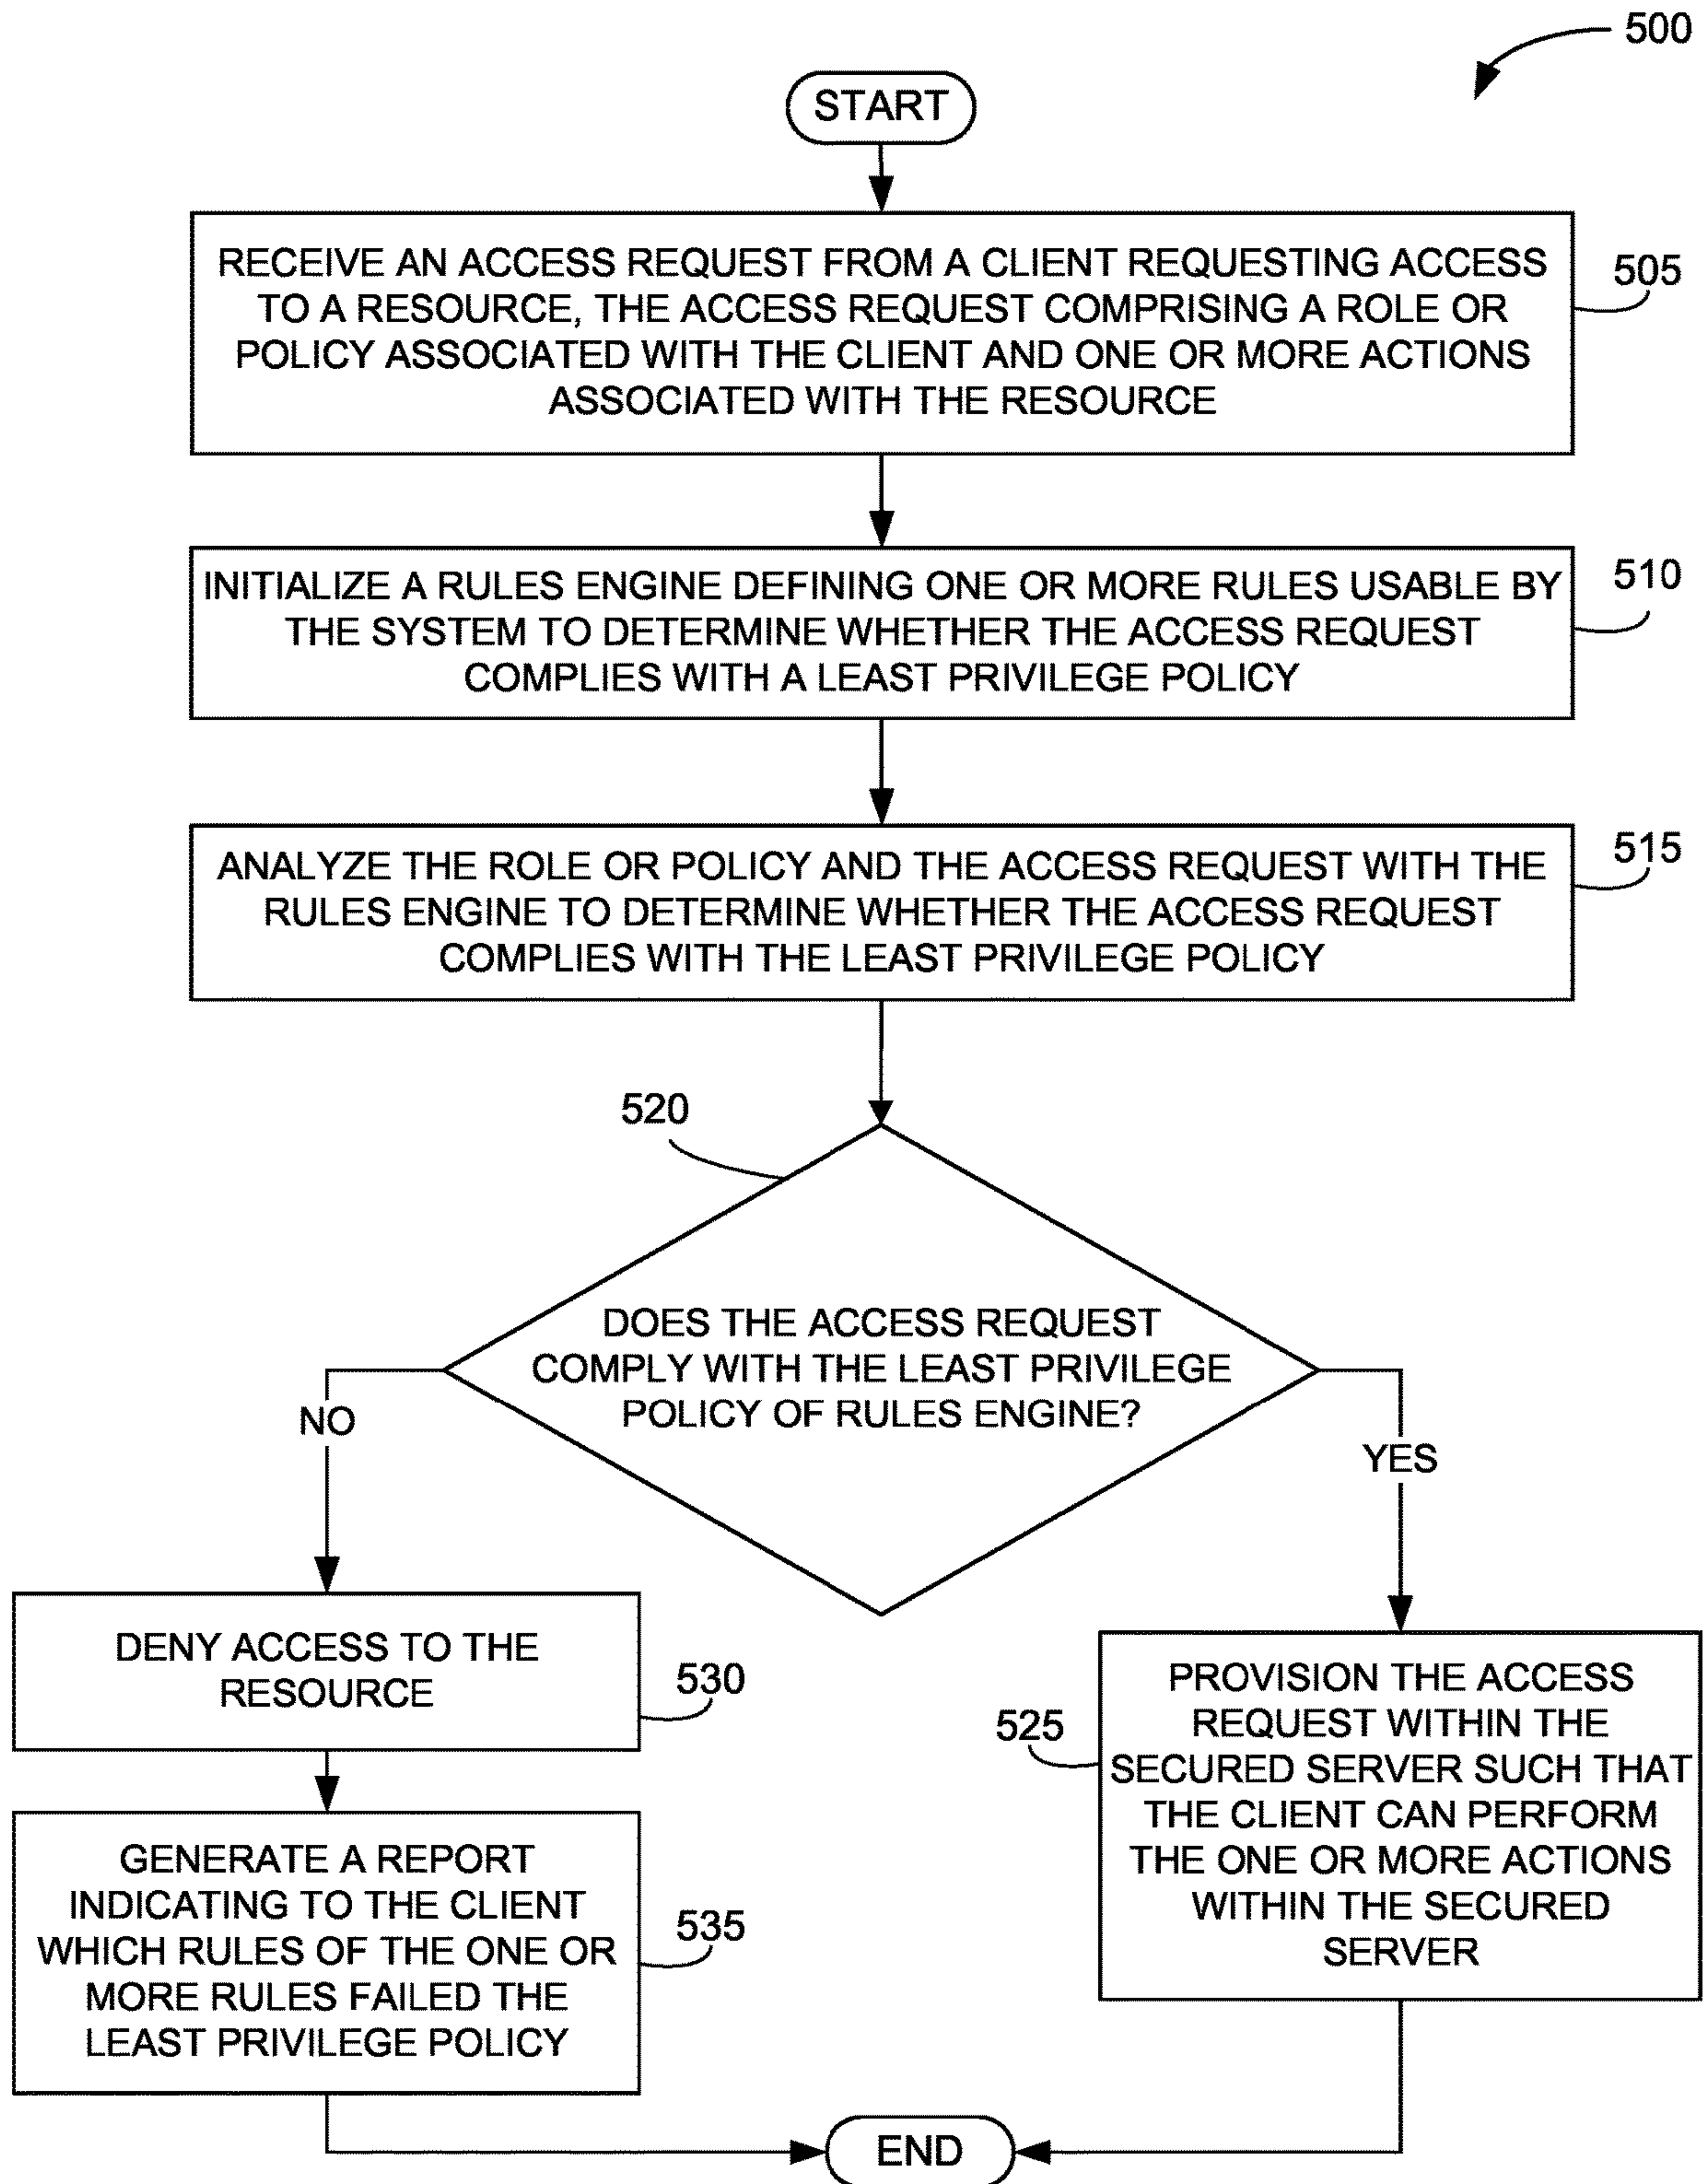 500
START
RECEIVE AN ACCESS REQUEST FROM A CLIENT REQUESTING ACCESS
TO A RESOURCE, THE ACCESS REQUEST COMPRISING A ROLE OR
POLICY ASSOCIATED WITH THE CLIENT AND ONE OR MORE ACTIONS
ASSOCIATED WITH THE RESOURCE
505
INITIALIZE A RULES ENGINE DEFINING ONE OR MORE RULES USABLE BY
THE SYSTEM TO DETERMINE WHETHER THE ACCESS REQUEST
COMPLIES WITH A LEAST PRIVILEGE POLICY
510
ANALYZE THE ROLE OR POLICY AND THE ACCESS REQUEST WITH THE
RULES ENGINE TO DETERMINE WHETHER THE ACCESS REQUEST
COMPLIES WITH THE LEAST PRIVILEGE POLICY
515
520
DOES THE ACCESS REQUEST
COMPLY WITH THE LEAST PRIVILEGE
POLICY OF RULES ENGINE?
NO
YES
DENY ACCESS TO THE
RESOURCE
530
GENERATE A REPORT
INDICATING TO THE CLIENT
WHICH RULES OF THE ONE OR
MORE RULES FAILED THE
LEAST PRIVILEGE POLICY
535
525
PROVISION THE ACCESS
REQUEST WITHIN THE
SECURED SERVER SUCH THAT
THE CLIENT CAN PERFORM
THE ONE OR MORE ACTIONS
WITHIN THE SECURED
SERVER
END